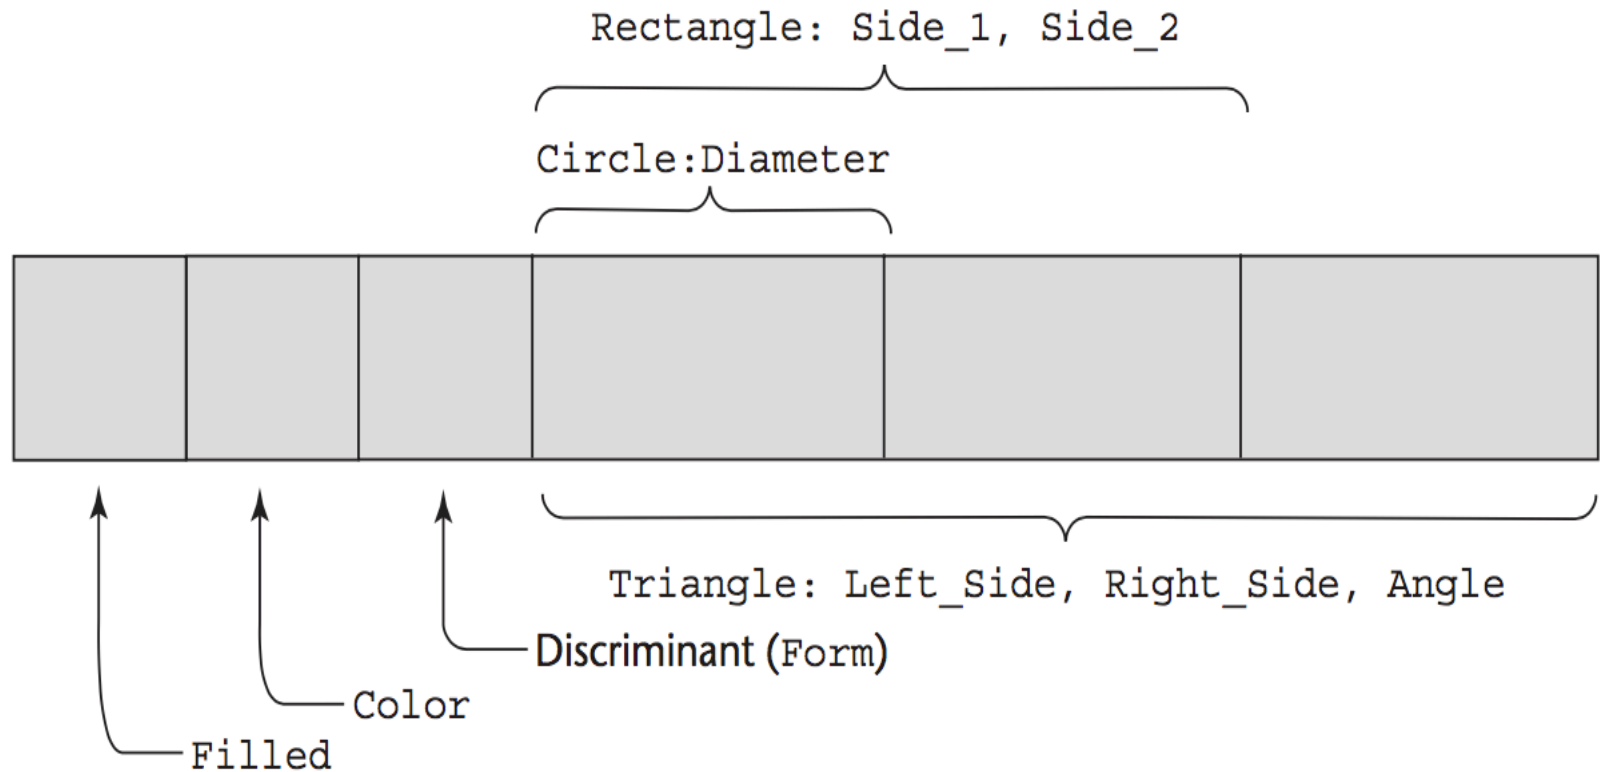 Rectangle: Side_1, Side_2
Circle:Diameter
Triangle: Left_Side, Right_Side, Angle
Discriminant (Form)
Color
Filled